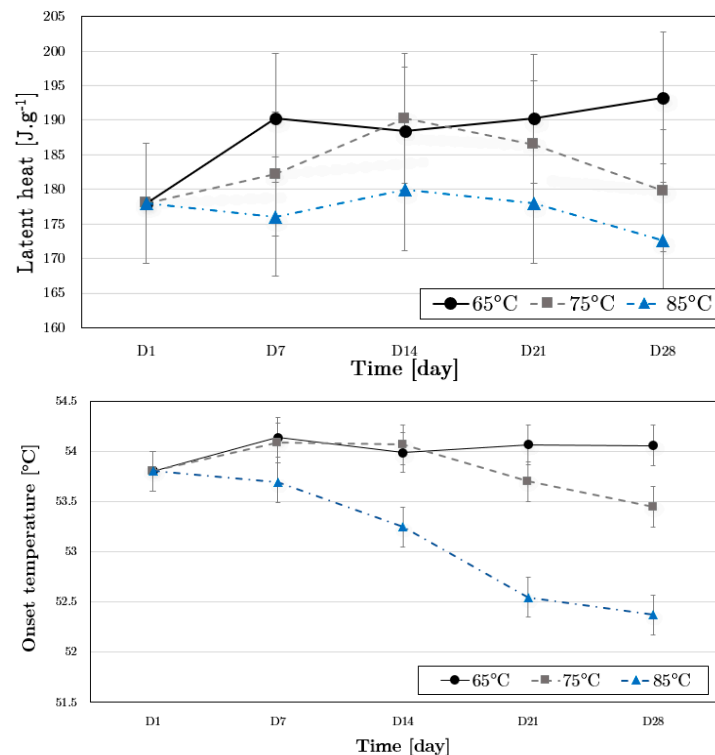 205
200
195
190
185
180
175
170
165
160
Latent heat [J.g⁻¹]
65°C 75°C 85°C
D1 D7 D14 D21 D28
Time [day]
54.5
54
53.5
53
52.5
52
51.5
Onset temperature [°C]
65°C 75°C 85°C
D1 D7 D14 D21 D28
Time [day]